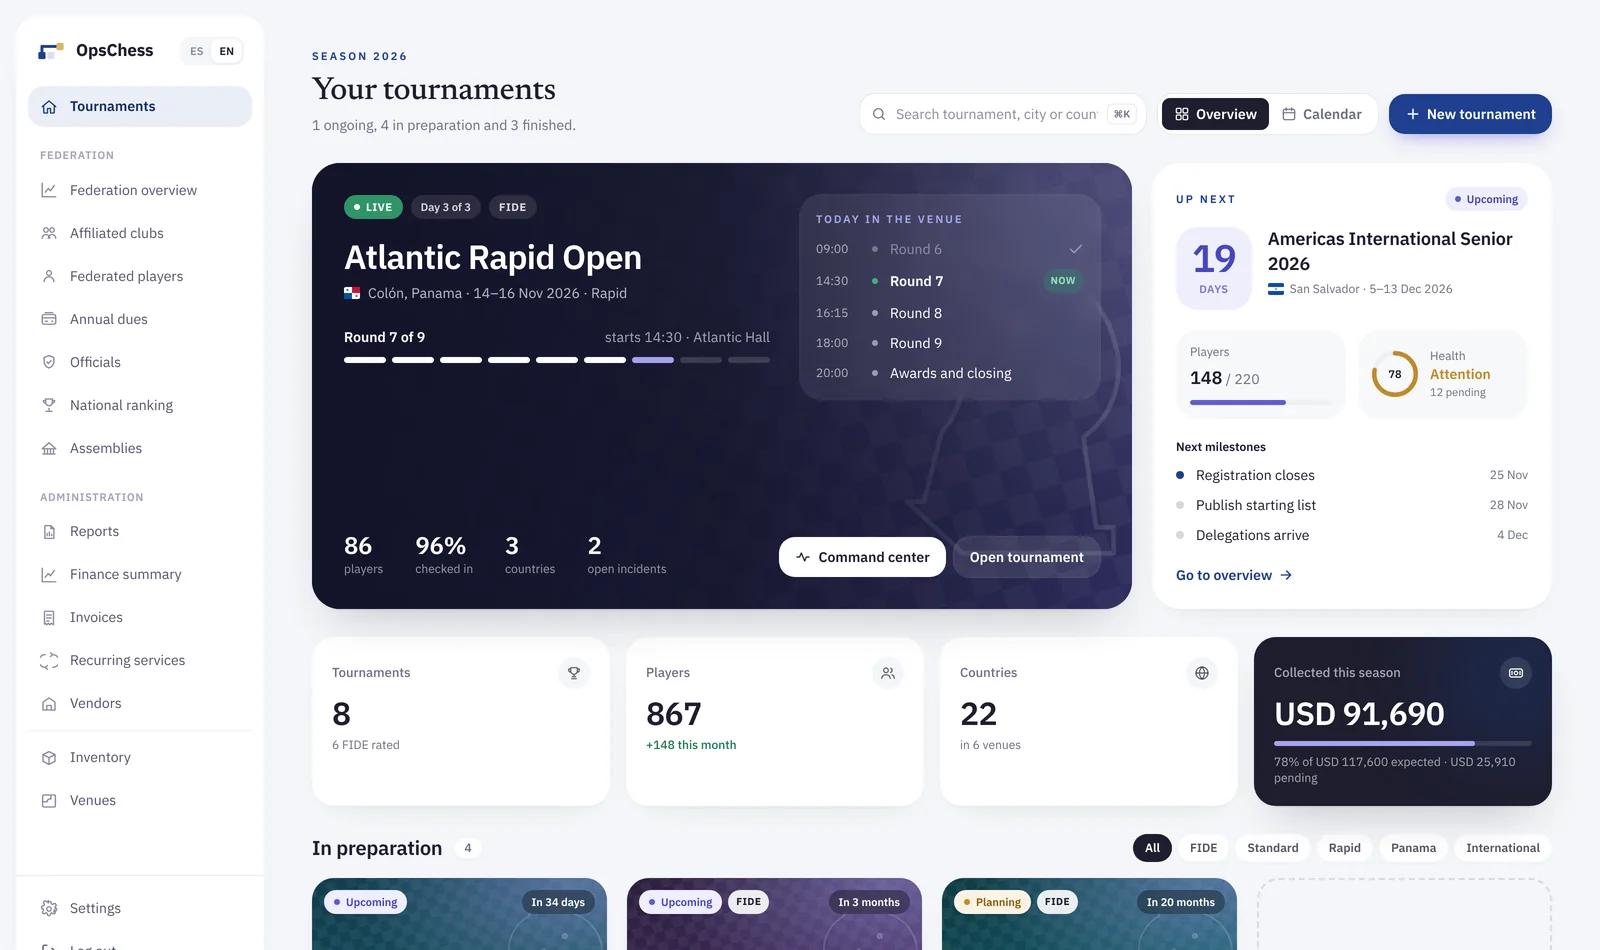 OpsChess
ES EN
Tournaments
FEDERATION
Federation overview
Affiliated clubs
Federated players
Annual dues
Officials
National ranking
Assemblies
ADMINISTRATION
Reports
Finance summary
Invoices
Recurring services
Vendors
Inventory
Venues
Settings
Log out
SEASON 2026
Your tournaments
1 ongoing, 4 in preparation and 3 finished.
Search tournament, city or coun
⌘K
Overview
Calendar
+ New tournament
LIVE
Day 3 of 3
FIDE
Atlantic Rapid Open
Colón, Panama · 14–16 Nov 2026 · Rapid
Round 7 of 9
starts 14:30 · Atlantic Hall
TODAY IN THE VENUE
09:00 Round 6
14:30 Round 7 NOW
16:15 Round 8
18:00 Round 9
20:00 Awards and closing
86 players
96% checked in
3 countries
2 open incidents
Command center
Open tournament
UP NEXT
Upcoming
19
DAYS
Americas International Senior
2026
San Salvador · 5–13 Dec 2026
Players
148 / 220
78
Health
Attention
12 pending
Next milestones
Registration closes 25 Nov
Publish starting list 28 Nov
Delegations arrive 4 Dec
Go to overview →
Tournaments
8
6 FIDE rated
Players
867
+148 this month
Countries
22
in 6 venues
Collected this season
USD 91,690
78% of USD 117,600 expected · USD 25,910
pending
In preparation 4
All
FIDE
Standard
Rapid
Panama
International
Upcoming
In 34 days
Upcoming
FIDE
In 3 months
Planning
FIDE
In 20 months